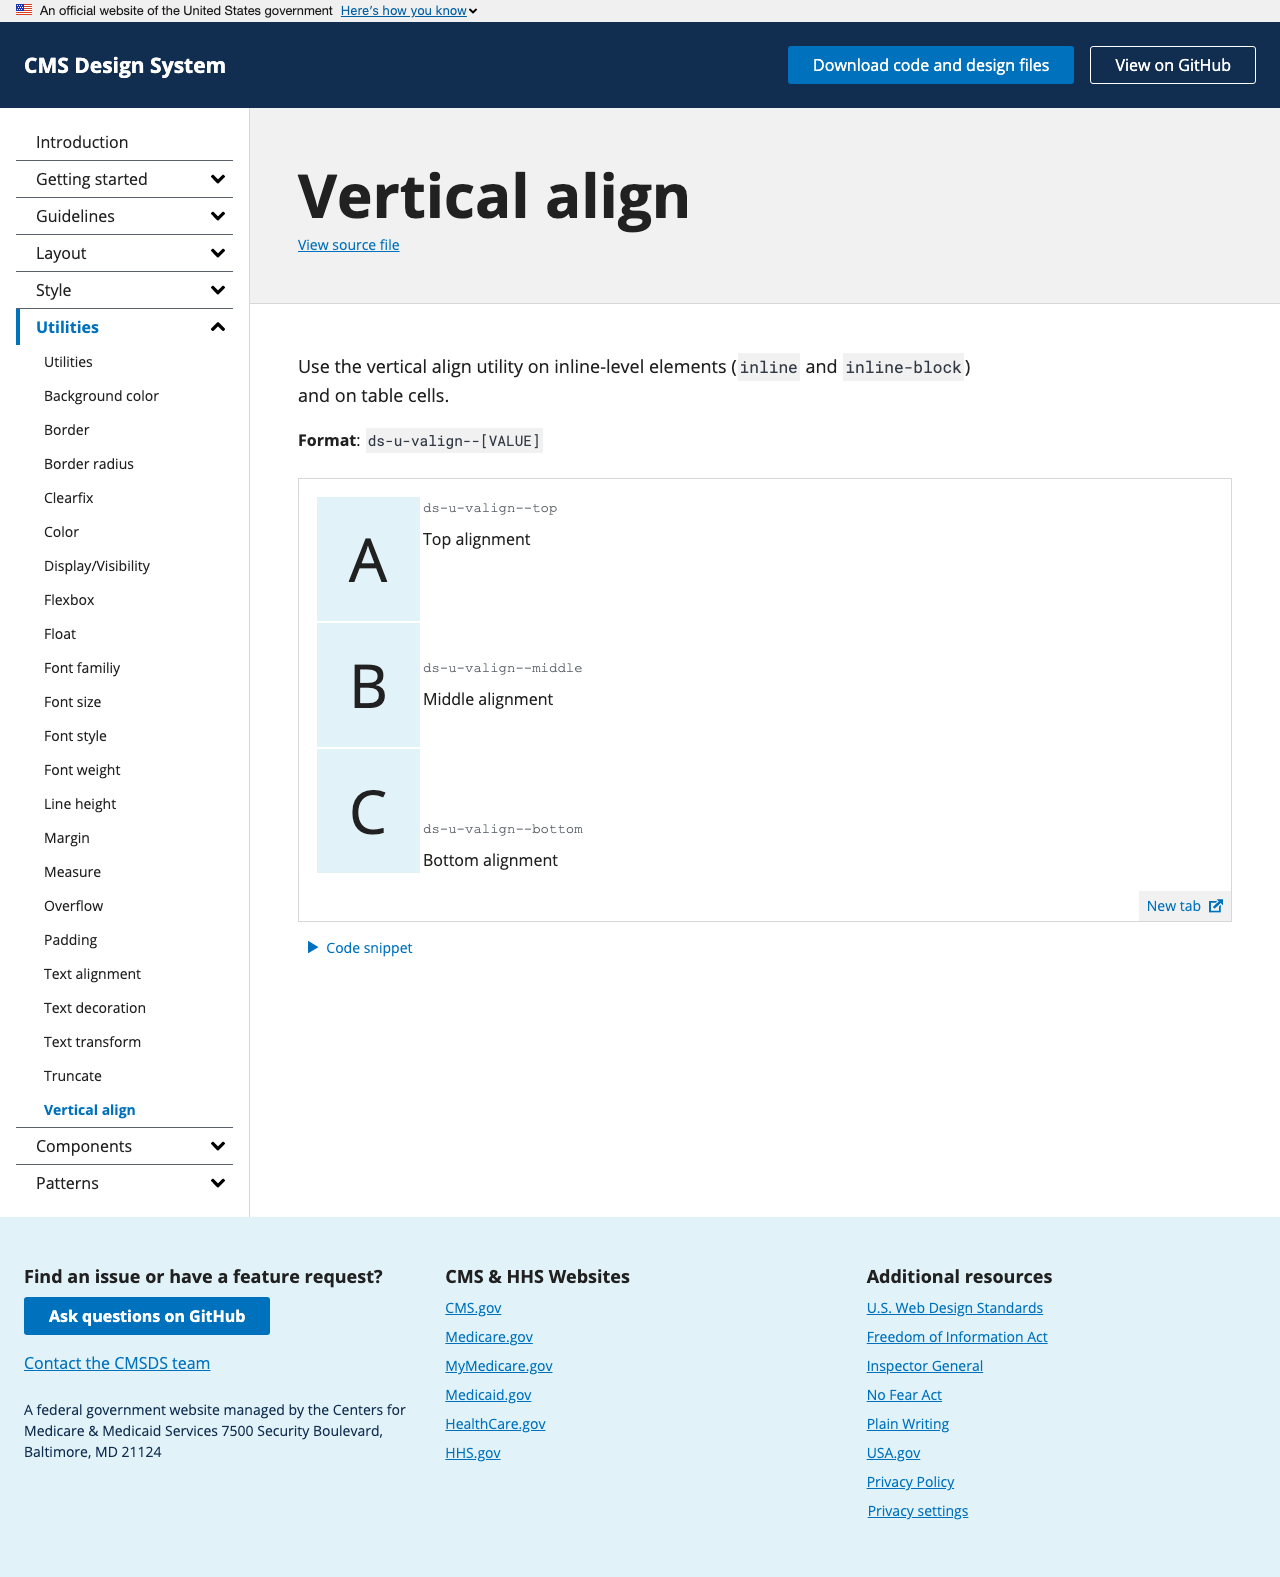 An official website of the United States government Here's how you know
CMS Design System
Download code and design files
View on GitHub
Introduction
Getting started
Guidelines
Layout
Style
Utilities
Utilities
Background color
Border
Border radius
Clearfix
Color
Display/Visibility
Flexbox
Float
Font familiy
Font size
Font style
Font weight
Line height
Margin
Measure
Overflow
Padding
Text alignment
Text decoration
Text transform
Truncate
Vertical align
Components
Patterns
Vertical align
View source file
Use the vertical align utility on inline-level elements (inline and inline-block)
and on table cells.
Format: ds-u-valign--[VALUE]
A
ds-u-valign--top
Top alignment
B
ds-u-valign--middle
Middle alignment
C
ds-u-valign--bottom
Bottom alignment
New tab
Code snippet
Find an issue or have a feature request?
Ask questions on GitHub
Contact the CMSDS team
A federal government website managed by the Centers for
Medicare & Medicaid Services 7500 Security Boulevard,
Baltimore, MD 21124
CMS & HHS Websites
CMS.gov
Medicare.gov
MyMedicare.gov
Medicaid.gov
HealthCare.gov
HHS.gov
Additional resources
U.S. Web Design Standards
Freedom of Information Act
Inspector General
No Fear Act
Plain Writing
USA.gov
Privacy Policy
Privacy settings